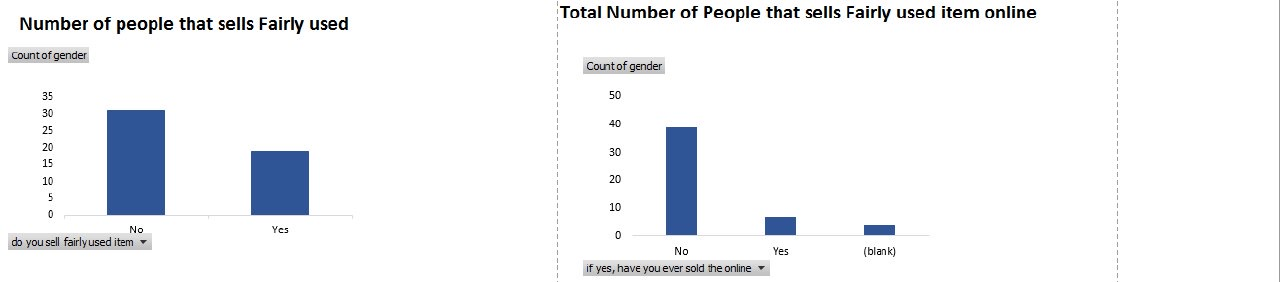 Number of people that sells Fairly used
Count of gender
35
30
25
20
15
10
5
0
No Yes
do you sell fairly used item
Total Number of People that sells Fairly used item online
Count of gender
50
40
30
20
10
0
No Yes (blank)
if yes, have you ever sold the online